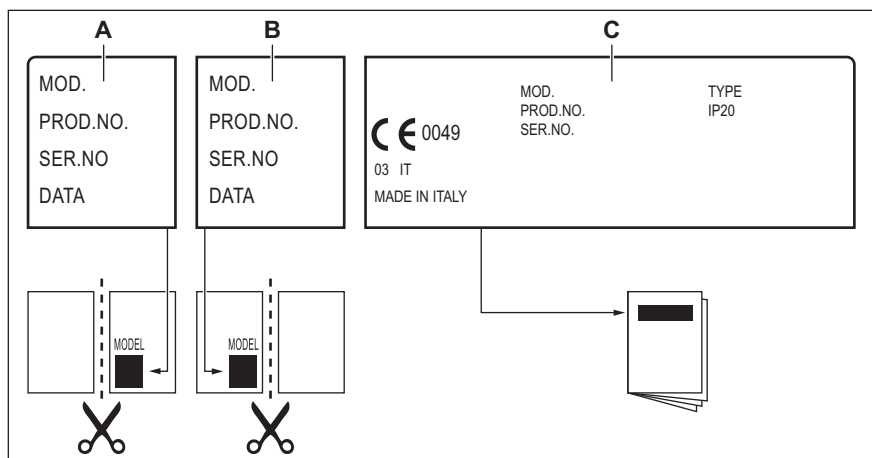 A
B
C
MOD.
PROD.NO.
SER.NO
DATA
MOD.
PROD.NO.
SER.NO
DATA
MOD.
PROD.NO.
SER.NO.
TYPE
IP20
CE 0049
03 IT
MADE IN ITALY
MODEL
MODEL